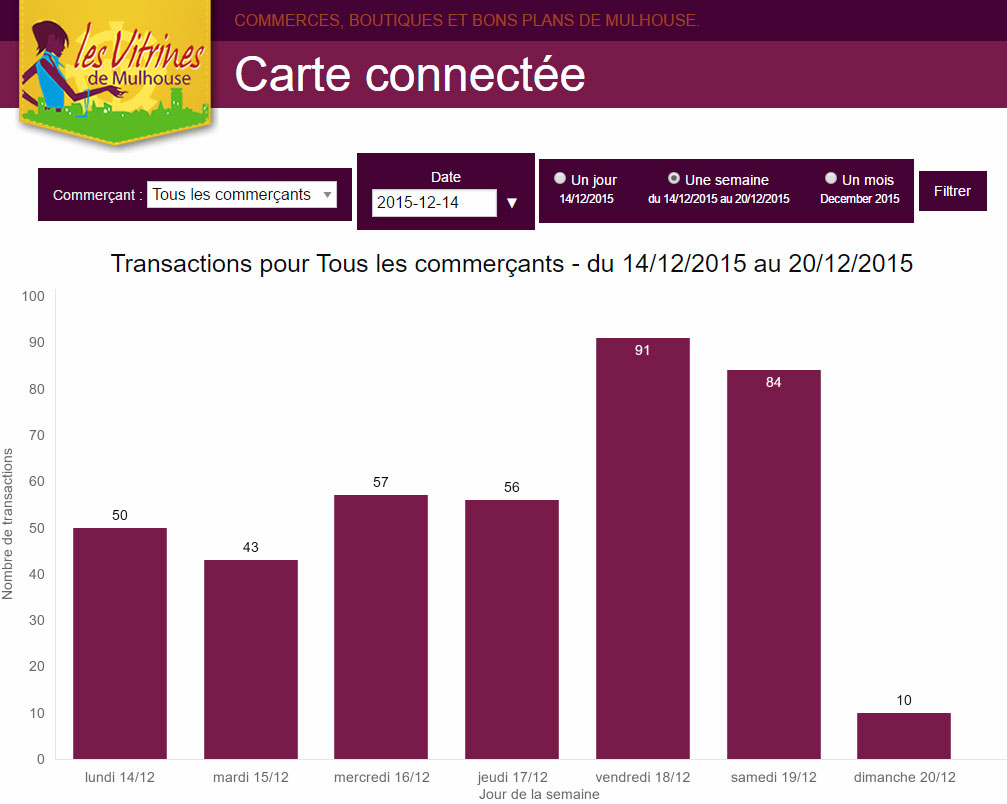 COMMERCES, BOUTIQUES ET BONS PLANS DE MULHOUSE.
les Vitrines
de Mulhouse
Carte connectée
Commerçant : Tous les commerçants
Date
2015-12-14
Un jour
14/12/2015
Une semaine
du 14/12/2015 au 20/12/2015
Un mois
December 2015
Filtrer
Transactions pour Tous les commerçants - du 14/12/2015 au 20/12/2015
Nombre de transactions
100
90
80
70
60
50
40
30
20
10
0
50
43
57
56
91
84
10
lundi 14/12
mardi 15/12
mercredi 16/12
jeudi 17/12
vendredi 18/12
samedi 19/12
dimanche 20/12
Jour de la semaine